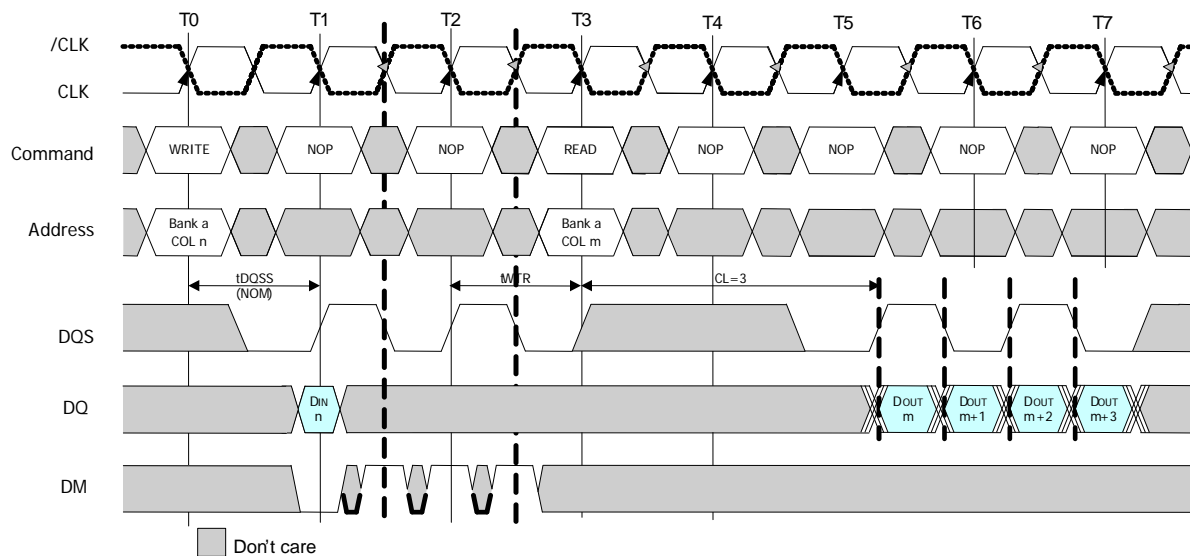 T0 T1 T2 T3 T4 T5 T6 T7
/CLK
CLK
Command WRITE NOP NOP READ NOP NOP NOP NOP
Address Bank a COL n Bank a COL m
tDQSS (NOM) tWTR CL=3
DQS
DQ DIN n DOUT m DOUT m+1 DOUT m+2 DOUT m+3
DM
Don't care